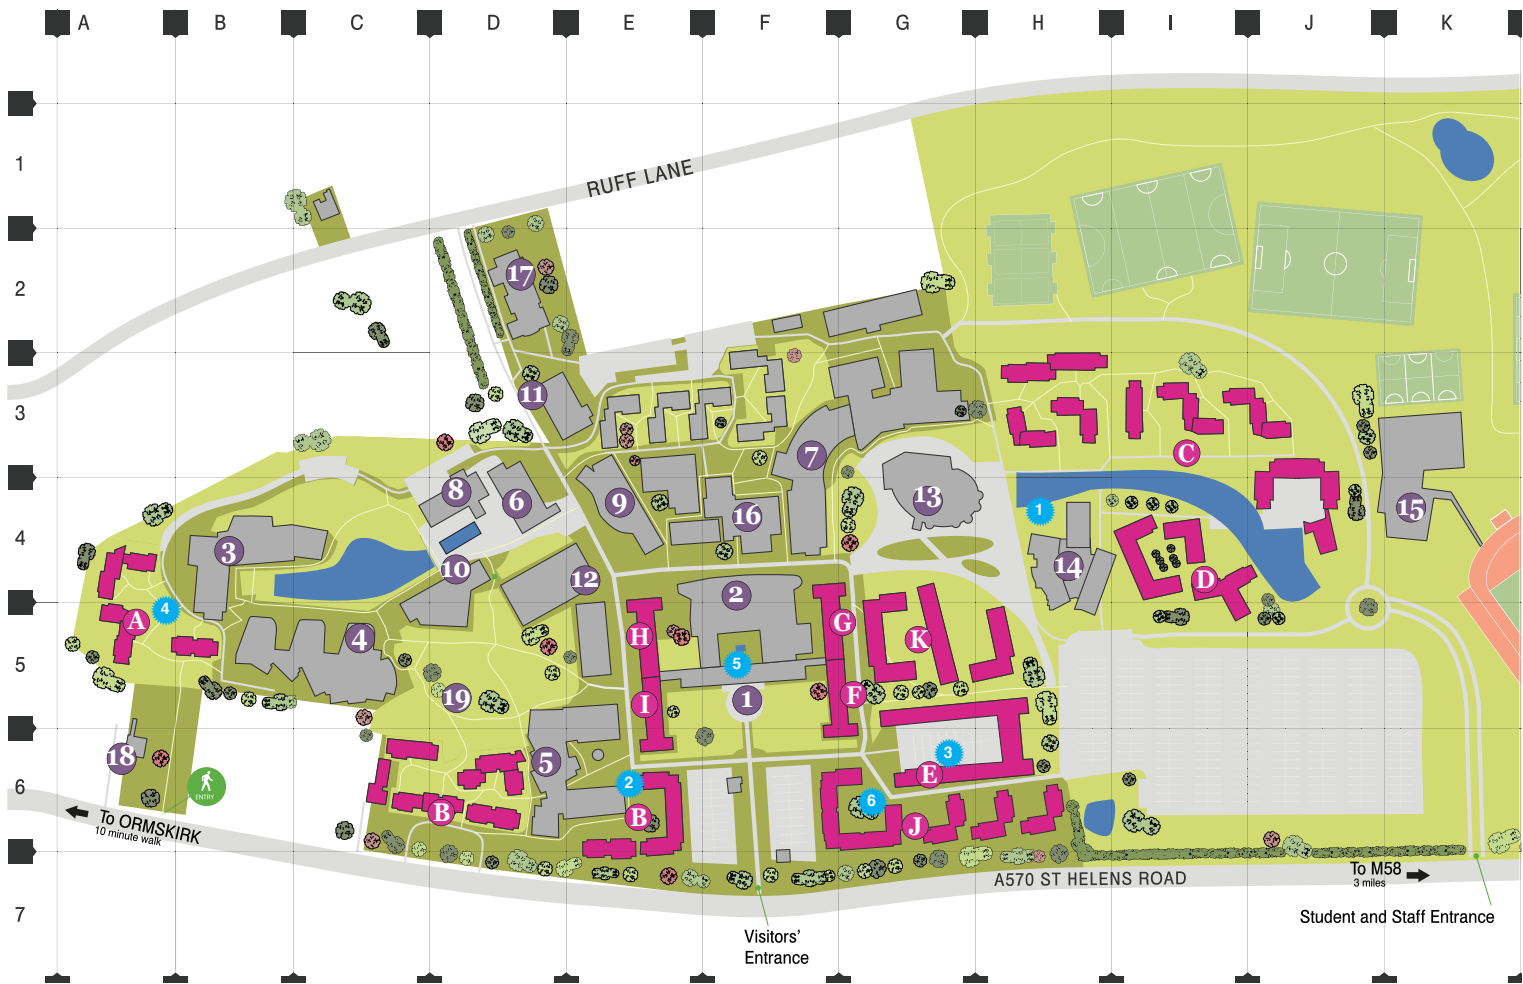 A B C D E F G H I J K
1
RUFF LANE
2
17
3
11
C
7
8
6
9
13
15
16
1
4
3
10
12
14
D
2
4
A
H
G
K
4
5
5
19
I
1
F
5
3
18
6
ENTRY
2
E
6
B
B
J
To ORMSKIRK
10 minute walk
A570 ST HELENS ROAD
To M58
3 miles
7
Student and Staff Entrance
Visitors'
Entrance